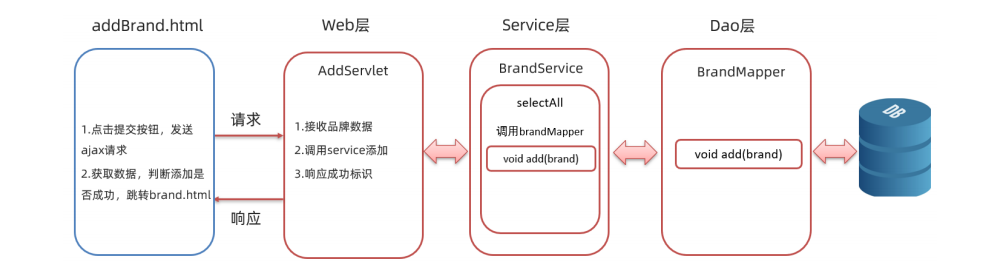 addBrand.html
Web层
Service层
Dao层
1.点击提交按钮，发送
ajax请求
2.获取数据，判断添加是
否成功，跳转brand.html
请求
响应
AddServlet
1.接收品牌数据
2.调用service添加
3.响应成功标识
BrandService
selectAll
调用brandMapper
void add(brand)
BrandMapper
void add(brand)
DB